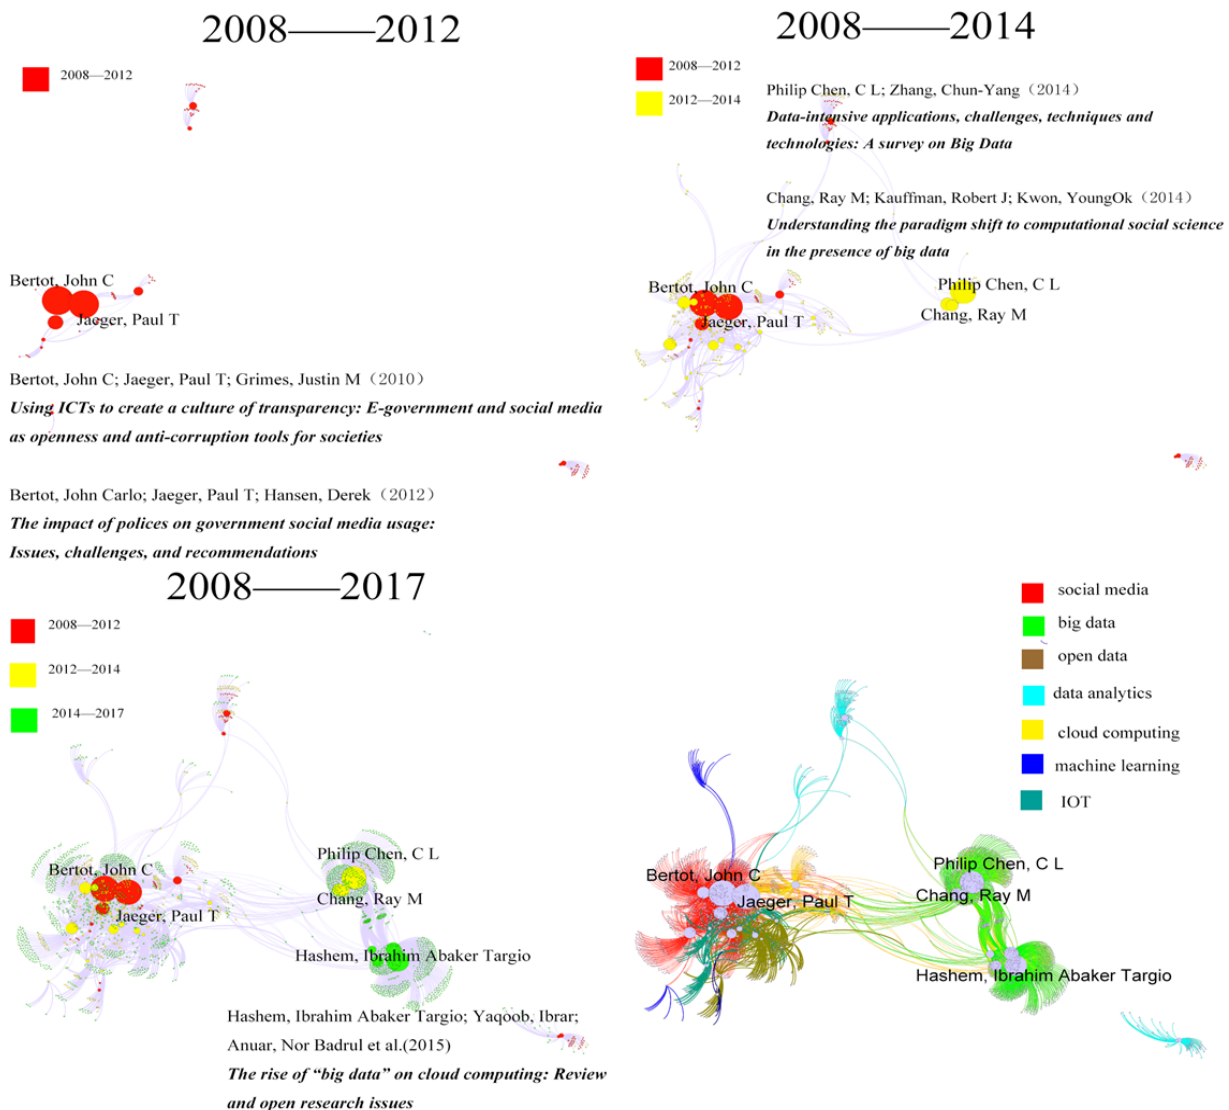 2008——2012
2008—2012
Bertot, John C
Jaeger, Paul T
Bertot, John C; Jaeger, Paul T; Grimes, Justin M（2010）
Using ICTs to create a culture of transparency: E-government and social media
as openness and anti-corruption tools for societies
Bertot, John Carlo; Jaeger, Paul T; Hansen, Derek（2012）
The impact of polices on government social media usage:
Issues, challenges, and recommendations
2008——2014
2008—2012
2012—2014
Philip Chen, C L; Zhang, Chun-Yang（2014）
Data-intensive applications, challenges, techniques and
technologies: A survey on Big Data
Chang, Ray M; Kauffman, Robert J; Kwon, YoungOk（2014）
Understanding the paradigm shift to computational social science
in the presence of big data
Bertot, John C
Jaeger, Paul T
Philip Chen, C L
Chang, Ray M
2008——2017
2008—2012
2012—2014
2014—2017
Bertot, John C
Jaeger, Paul T
Philip Chen, C L
Chang, Ray M
Hashem, Ibrahim Abaker Targio
Hashem, Ibrahim Abaker Targio; Yaqoob, Ibrar;
Anuar, Nor Badrul et al.(2015)
The rise of “big data” on cloud computing: Review
and open research issues
social media
big data
open data
data analytics
cloud computing
machine learning
IOT
Bertot, John C
Jaeger, Paul T
Philip Chen, C L
Chang, Ray M
Hashem, Ibrahim Abaker Targio